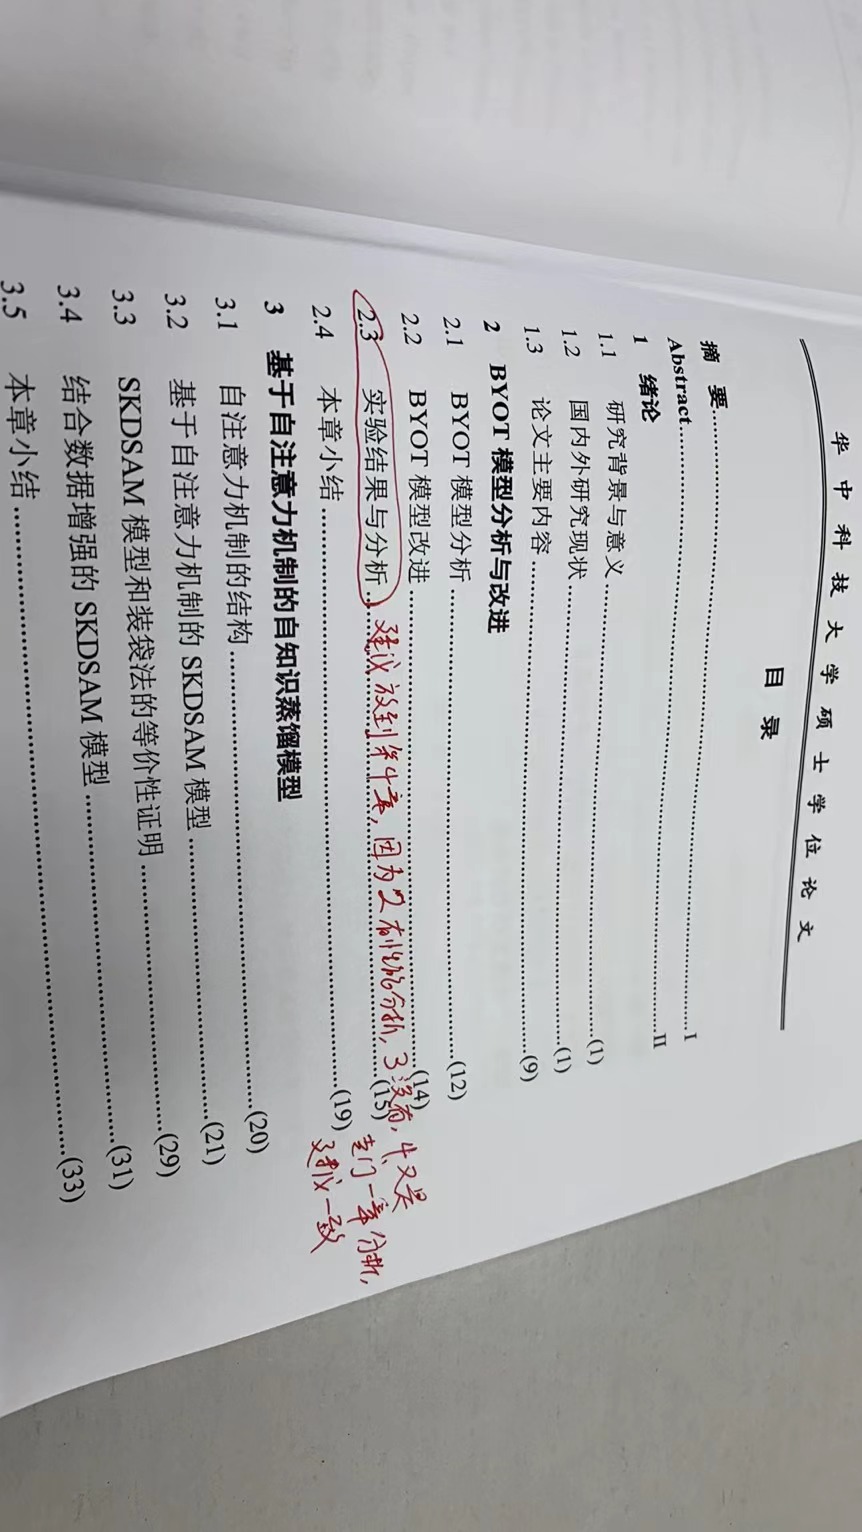 华中科技大学硕士学位论文
目 录
摘 要……I
Abstract……II
1 绪论
1.1 研究背景与意义……(1)
1.2 国内外研究现状……(1)
1.3 论文主要内容……(9)
2 BYOT 模型分析与改进
2.1 BYOT 模型分析……(12)
2.2 BYOT 模型改进……(14)
2.3 实验结果与分析……(15)
建议放到第4章,因为2有性能分析,3没有,4又是
专门一章分析,
建议一致
2.4 本章小结……(19)
3 基于自注意力机制的自知识蒸馏模型
3.1 自注意力机制的结构……(20)
3.2 基于自注意力机制的 SKDSAM 模型……(21)
3.3 SKDSAM 模型和装袋法的等价性证明……(29)
3.4 结合数据增强的 SKDSAM 模型……(31)
3.5 本章小结……(33)